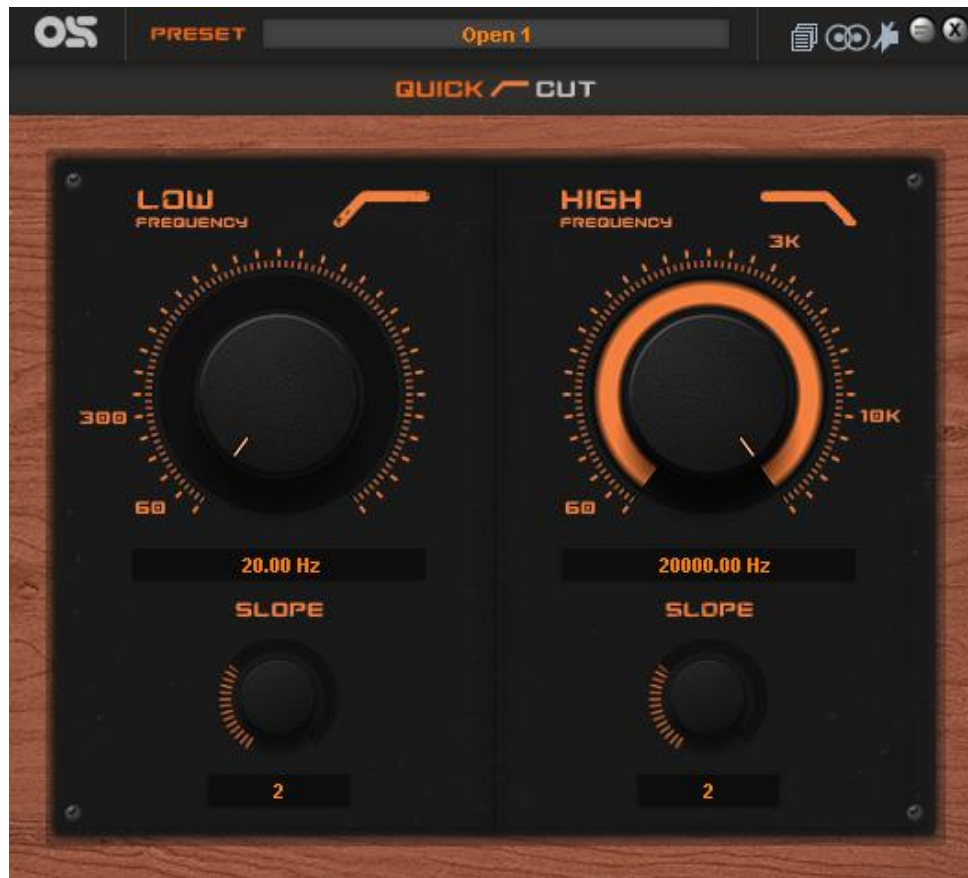 OS PRESET Open 1
QUICK CUT
LOW
FREQUENCY
300
60
20.00 Hz
SLOPE
2
HIGH
FREQUENCY
3K
10K
60
20000.00 Hz
SLOPE
2